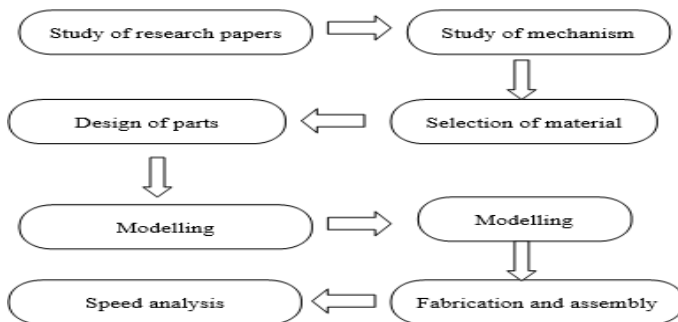 Study of research papers
Study of mechanism
Selection of material
Design of parts
Modelling
Modelling
Fabrication and assembly
Speed analysis